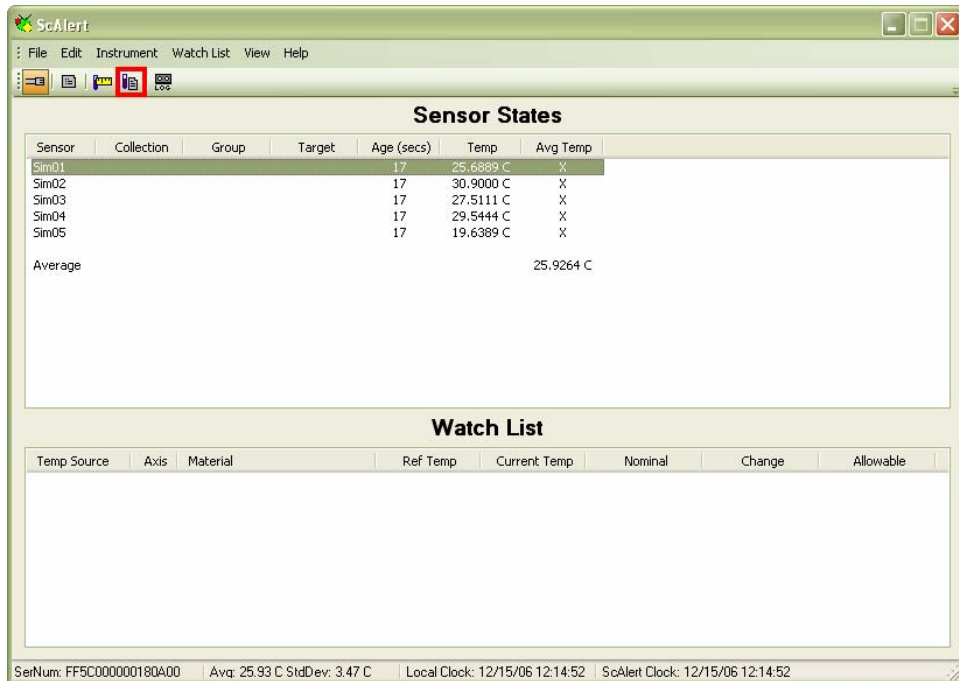 ScAlert
File Edit Instrument Watch List View Help
LOG
Sensor States
Sensor Collection Group Target Age (secs) Temp Avg Temp
Sim01 17 25.6889 C X
Sim02 17 30.9000 C X
Sim03 17 27.5111 C X
Sim04 17 29.5444 C X
Sim05 17 19.6389 C X
Average 25.9264 C
Watch List
Temp Source Axis Material Ref Temp Current Temp Nominal Change Allowable
SerNum: FF5C000000180A00 Avg: 25.93 C StdDev: 3.47 C Local Clock: 12/15/06 12:14:52 ScAlert Clock: 12/15/06 12:14:52